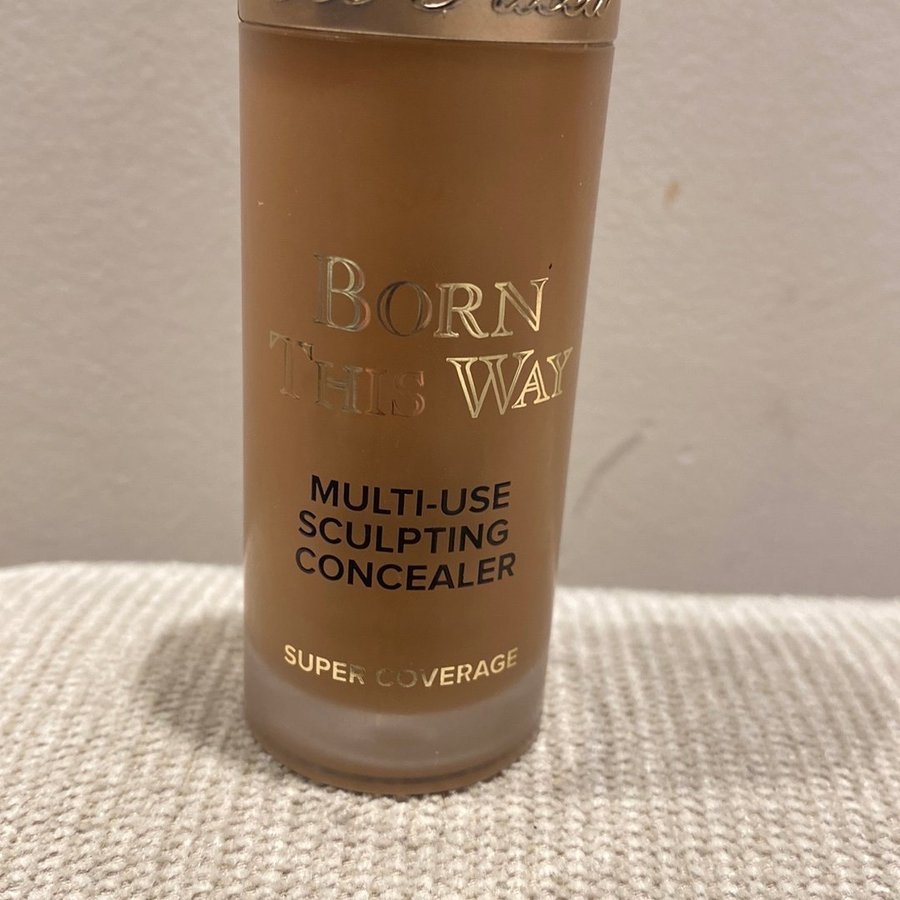 BORN
THIS WAY
MULTI-USE
SCULPTING
CONCEALER
SUPER COVERAGE